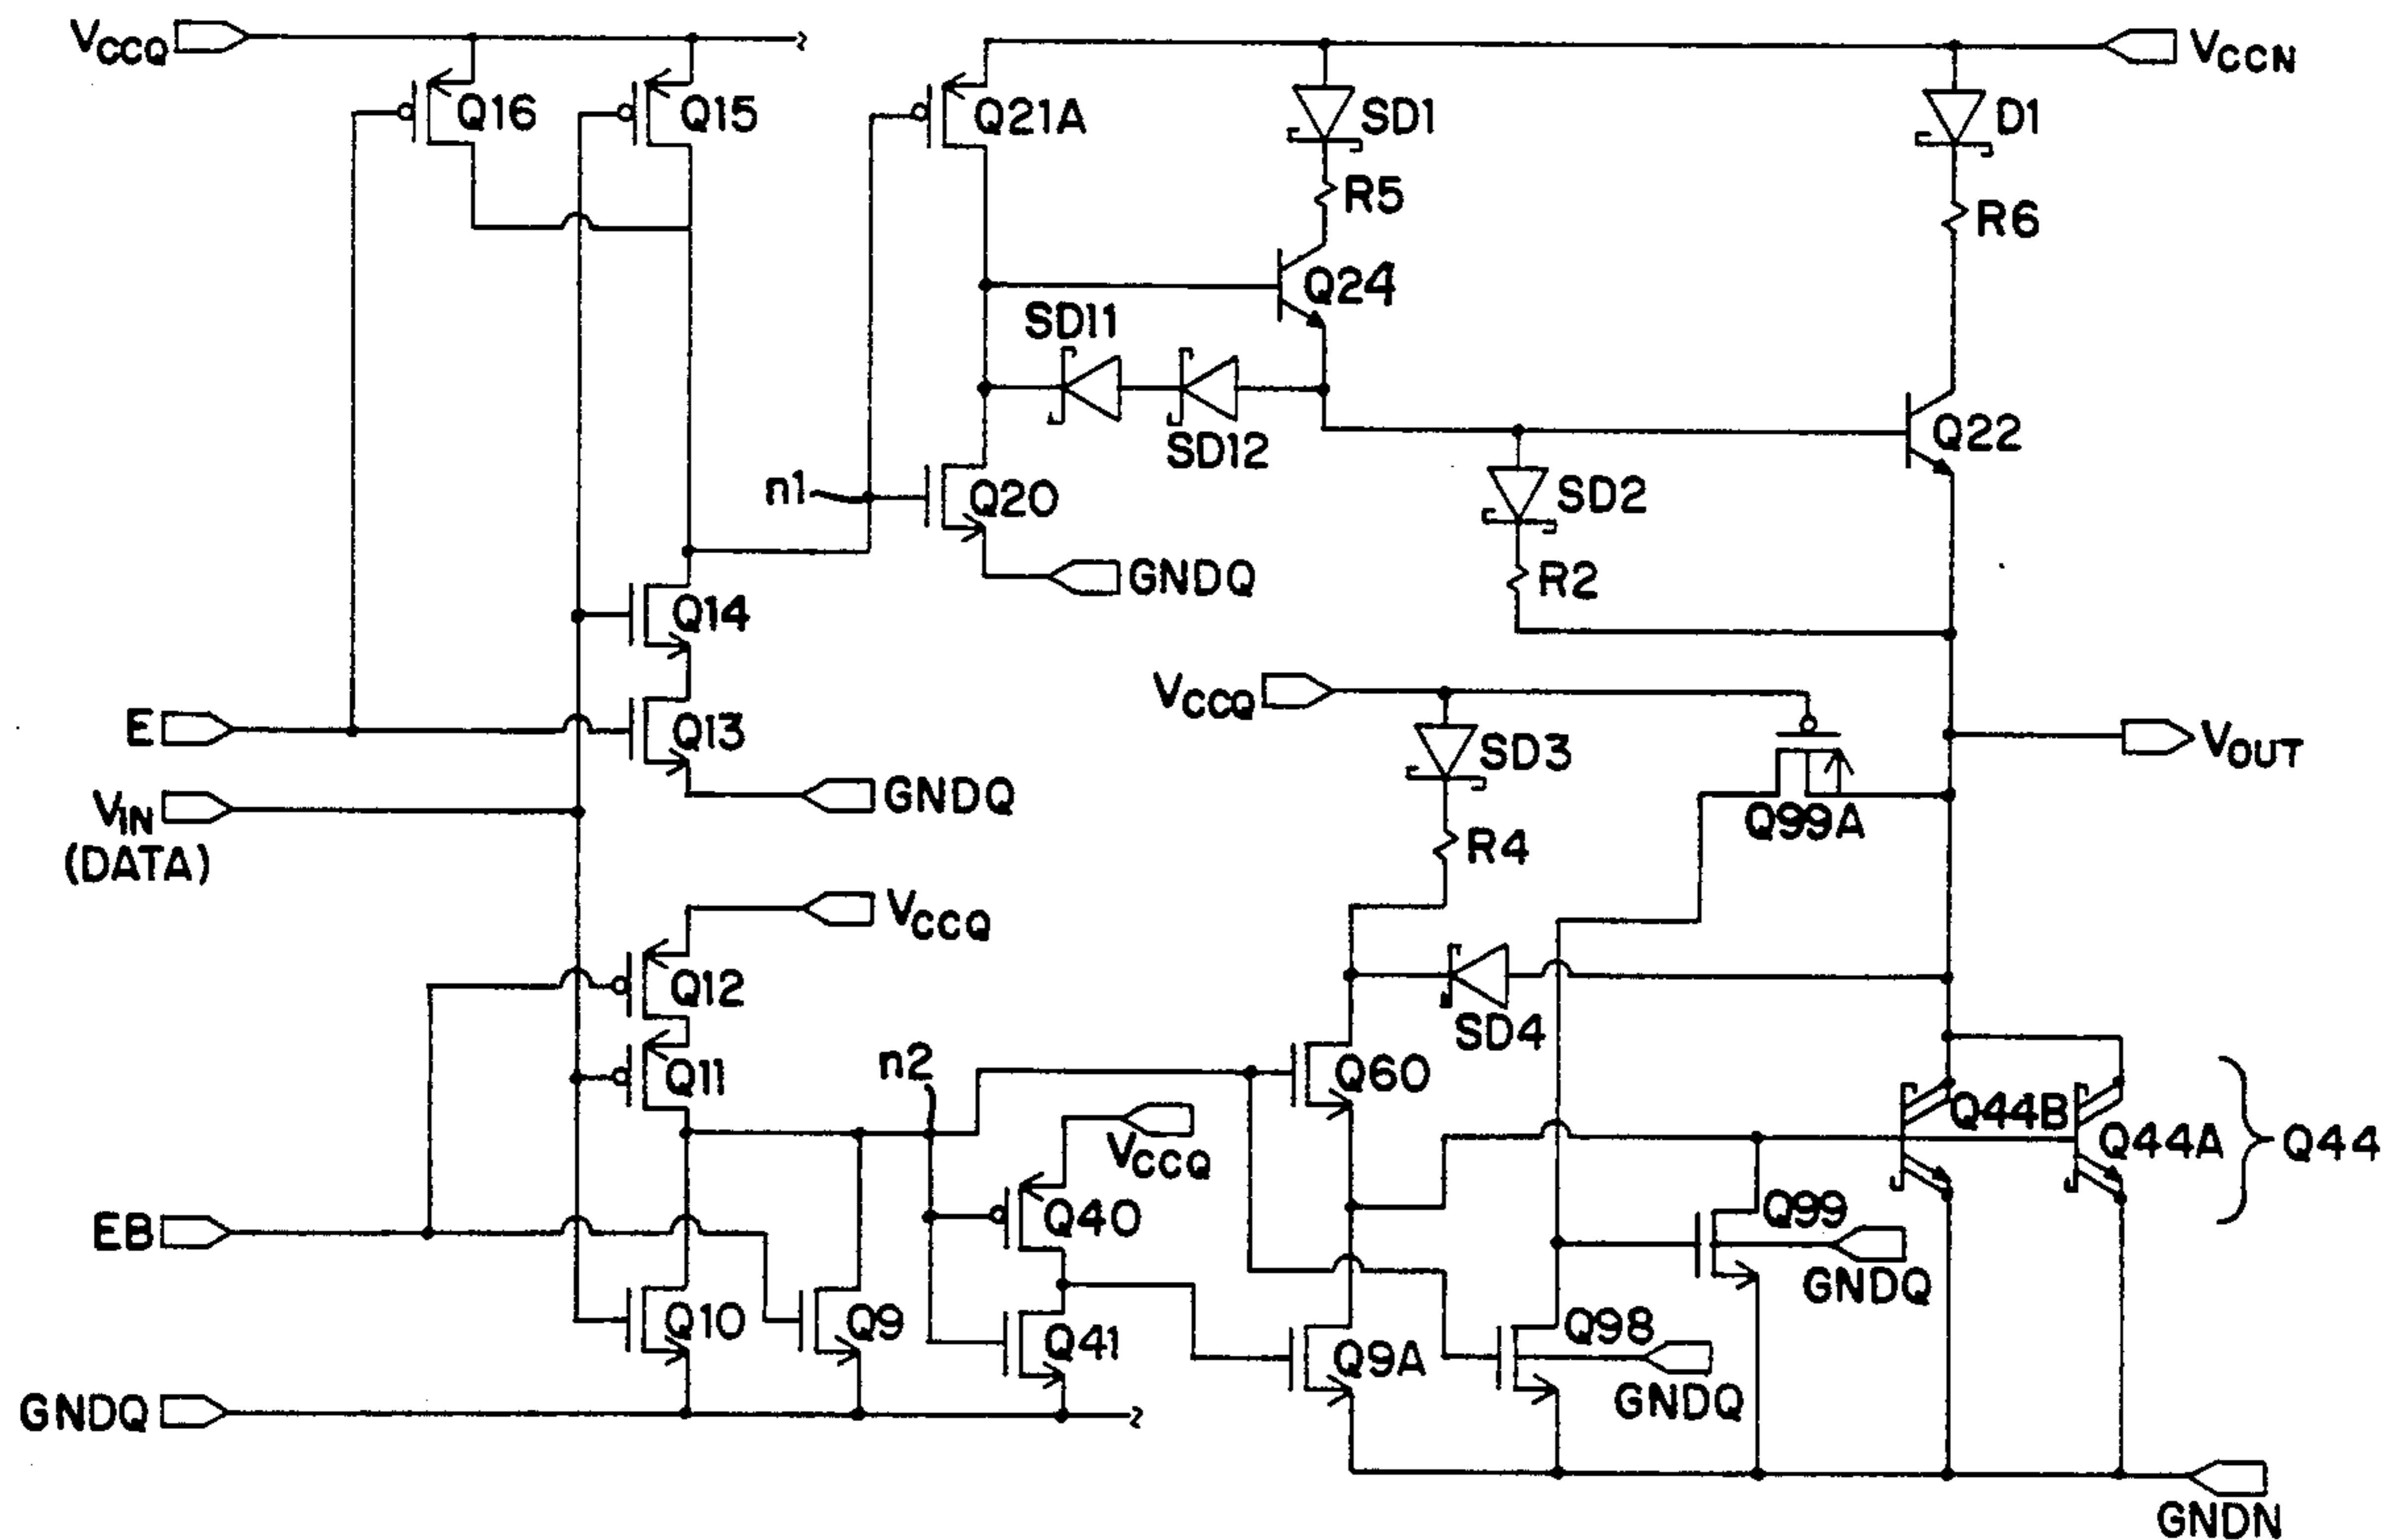 VCCQ
VCCN
Q16
Q15
Q21A
SD1
D1
R5
R6
Q24
SD11
SD12
Q22
n1
Q20
SD2
GNDQ
R2
Q14
VCCQ
E
Q13
SD3
VOUT
GNDQ
VIN
(DATA)
Q99A
R4
VCCQ
Q12
SD4
Q11
n2
Q60
VCCQ
Q44B
Q44A
Q44
Q40
Q99
EB
GNDQ
Q10
Q9
Q41
Q9A
Q98
GNDQ
GNDQ
GNDN